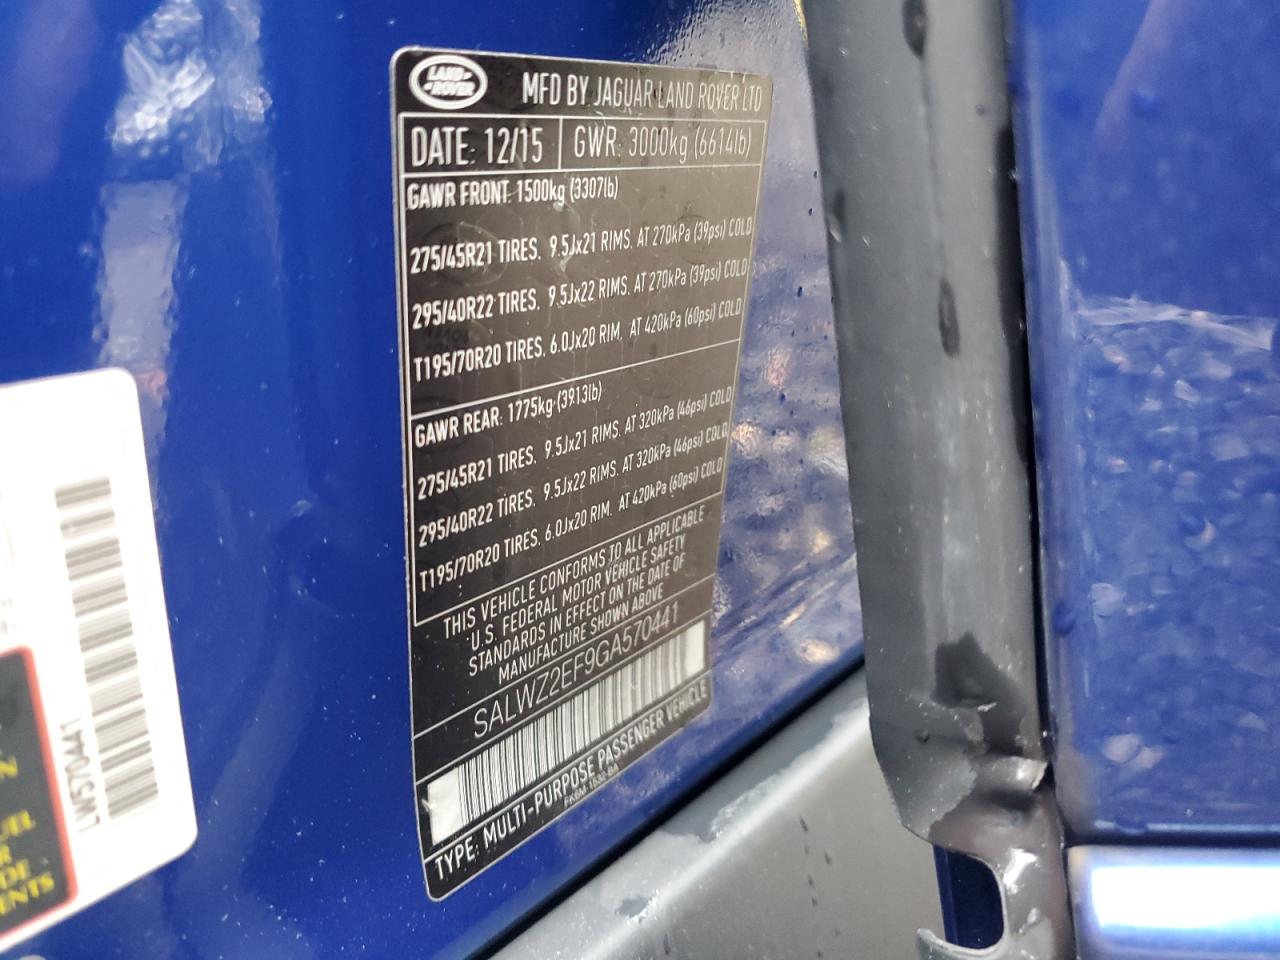 LAND-
-ROVER
MFD BY JAGUAR LAND ROVER LTD
DATE: 12/15
GWR: 3000kg (6614lb)
GAWR FRONT: 1500kg (3307lb)
275/45R21 TIRES. 9.5Jx21 RIMS. AT 270kPa (39psi) COLD
295/40R22 TIRES. 9.5Jx22 RIMS. AT 270kPa (39psi) COLD
T195/70R20 TIRES. 6.0Jx20 RIM. AT 420kPa (60psi) COLD
GAWR REAR: 1775kg (3913lb)
275/45R21 TIRES. 9.5Jx21 RIMS. AT 320kPa (46psi) COLD
295/40R22 TIRES. 9.5Jx22 RIMS. AT 320kPa (46psi) COLD
T195/70R20 TIRES. 6.0Jx20 RIM. AT 420kPa (60psi) COLD
THIS VEHICLE CONFORMS TO ALL APPLICABLE
U.S. FEDERAL MOTOR VEHICLE SAFETY
STANDARDS IN EFFECT ON THE DATE OF
MANUFACTURE SHOWN ABOVE
SALWZ2EF9GA570441
TYPE: MULTI-PURPOSE PASSENGER VEHICLE
LW570441